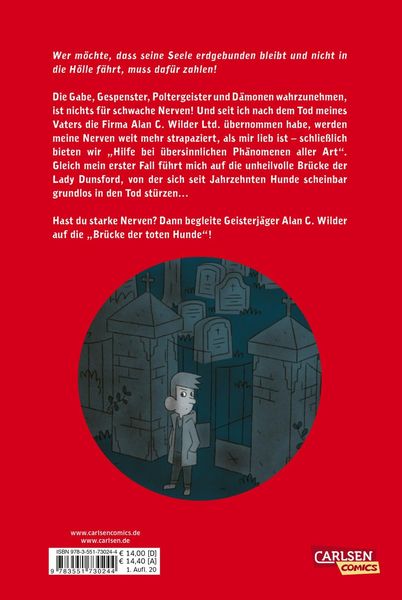 Wer möchte, dass seine Seele erdgebunden bleibt und nicht in
die Hölle fährt, muss dafür zahlen!
Die Gabe, Gespenster, Poltergeister und Dämonen wahrzunehmen,
ist nichts für schwache Nerven! Und seit ich nach dem Tod meines
Vaters die Firma Alan C. Wilder Ltd. übernommen habe, werden
meine Nerven weit mehr strapaziert, als mir lieb ist – schließlich
bieten wir „Hilfe bei übersinnlichen Phänomenen aller Art“.
Gleich mein erster Fall führt mich auf die unheilvolle Brücke der
Lady Dunsford, von der sich seit Jahrzehnten Hunde scheinbar
grundlos in den Tod stürzen...
Hast du starke Nerven? Dann begleite Geisterjäger Alan C. Wilder
auf die „Brücke der toten Hunde“!
www.carlsencomics.de
www.carlsen.de
ISBN 978-3-551-73024-4
€ 14,00 [D]
€ 14,40 [A]
1. Aufl. 20
9 783551 730244
CARLSEN
COMICS